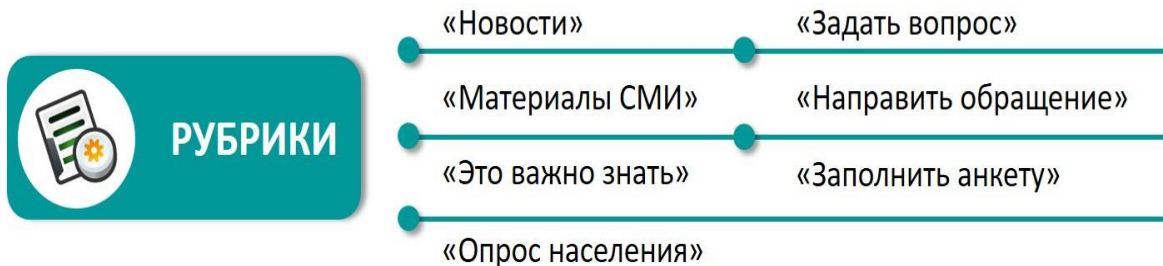 РУБРИКИ
«Новости»
«Задать вопрос»
«Материалы СМИ»
«Направить обращение»
«Это важно знать»
«Заполнить анкету»
«Опрос населения»